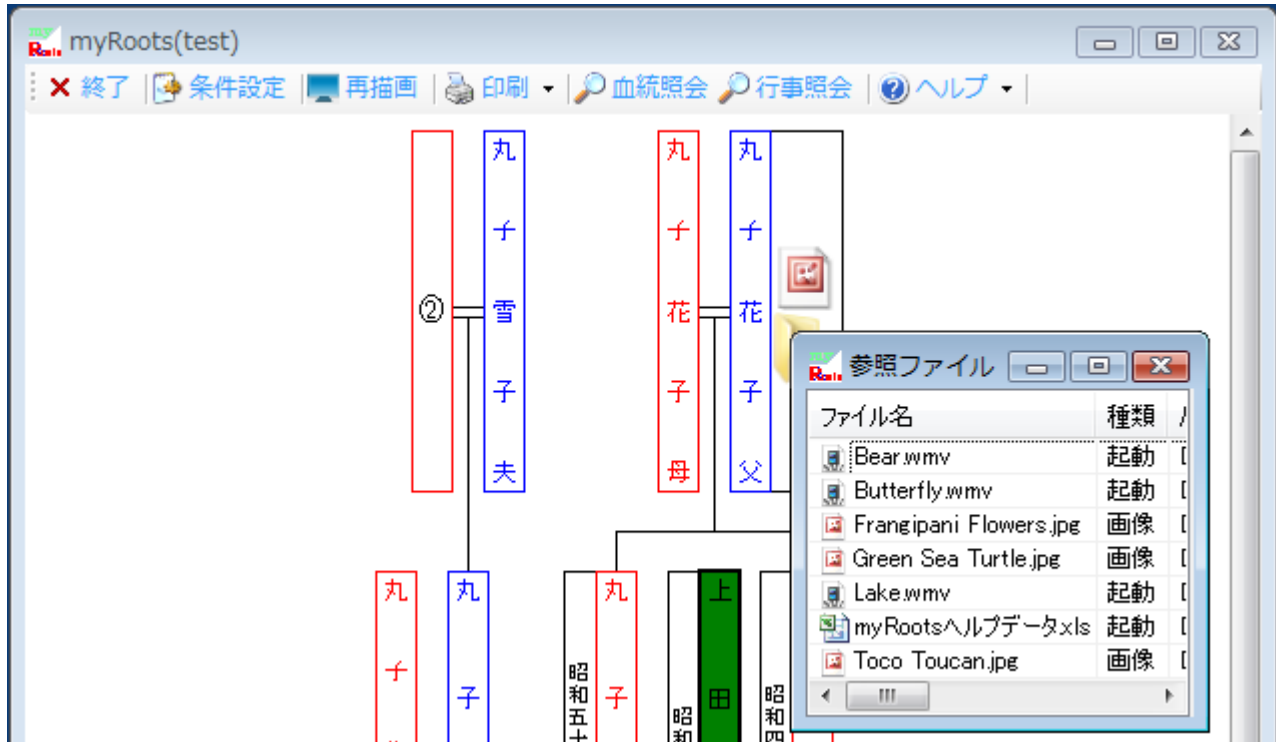 myRoots(test)
終了 条件設定 再描画 印刷 血統照会 行事照会 ヘルプ
②
丸子雪子夫
丸子花子母
丸子花子父
参照ファイル
ファイル名 種類
Bear.wmv 起動
Butterfly.wmv 起動
Frangipani Flowers.jpg 画像
Green Sea Turtle.jpg 画像
Lake.wmv 起動
myRootsヘルプデータ.xls 起動
Toco Toucan.jpg 画像
丸子
丸子
昭和五十
丸子
昭和
上田
昭和四